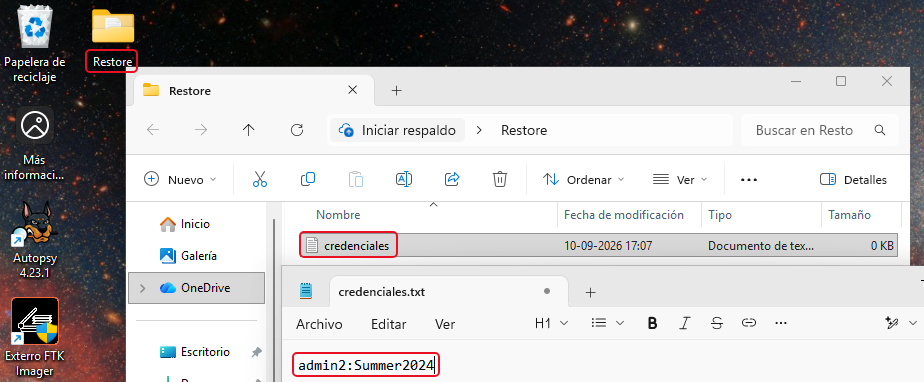 Papelera de
reciclaje
Restore
Más
informaci...
Autopsy
4.23.1
Exterro FTK
Imager
Restore
Iniciar respaldo > Restore
Buscar en Resto
Nuevo
Ordenar
Ver
Detalles
Inicio
Galería
OneDrive
Escritorio
Nombre Fecha de modificación Tipo Tamaño
credenciales 10-09-2026 17:07 Documento de tex... 0 KB
credenciales.txt
Archivo Editar Ver H1 B I S
admin2:Summer2024